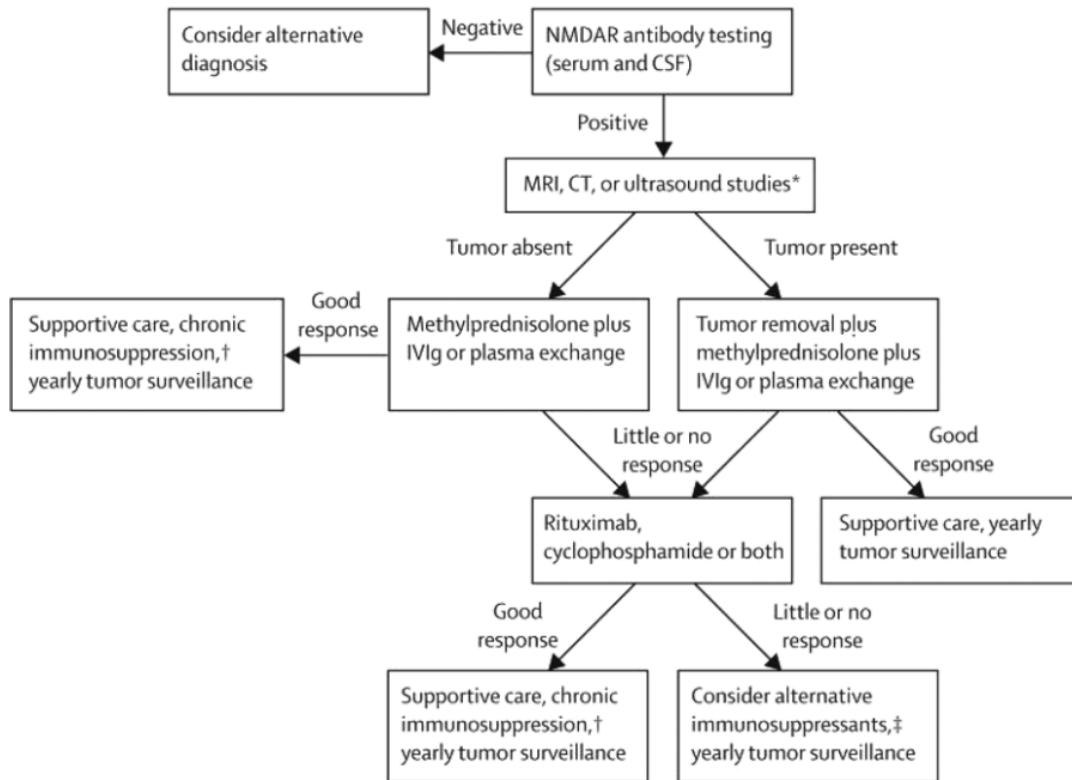 Consider alternative
diagnosis
Negative
NMDAR antibody testing
(serum and CSF)
Positive
MRI, CT, or ultrasound studies*
Tumor absent
Tumor present
Supportive care, chronic
immunosuppression,†
yearly tumor surveillance
Good
response
Methylprednisolone plus
IVIg or plasma exchange
Tumor removal plus
methylprednisolone plus
IVIg or plasma exchange
Little or no
response
Good
response
Rituximab,
cyclophosphamide or both
Supportive care, yearly
tumor surveillance
Good
response
Little or no
response
Supportive care, chronic
immunosuppression,†
yearly tumor surveillance
Consider alternative
immunosuppressants,‡
yearly tumor surveillance